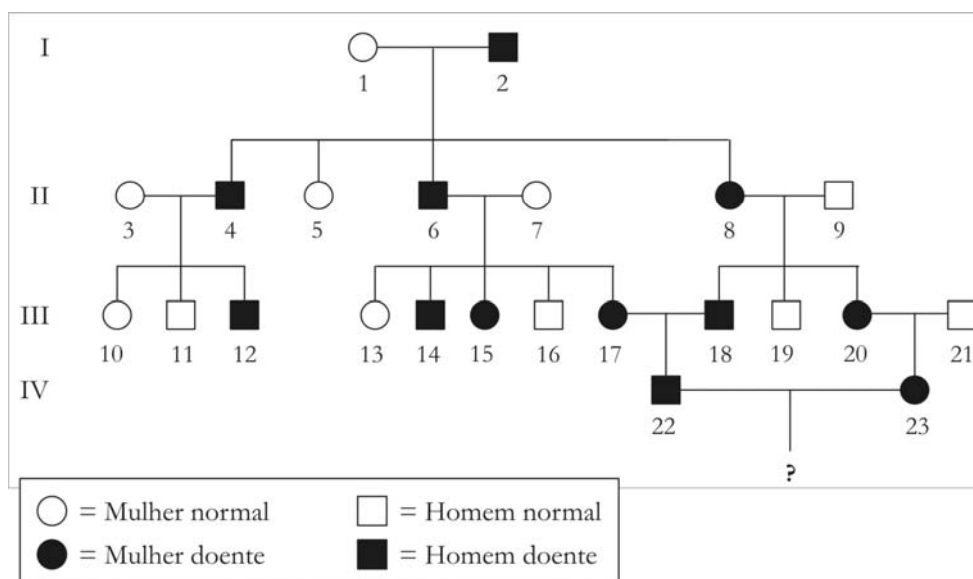 I
1 2
II
3 4 5 6 7 8 9
III
10 11 12 13 14 15 16 17 18 19 20 21
IV
22 23
?
= Mulher normal = Homem normal
= Mulher doente = Homem doente